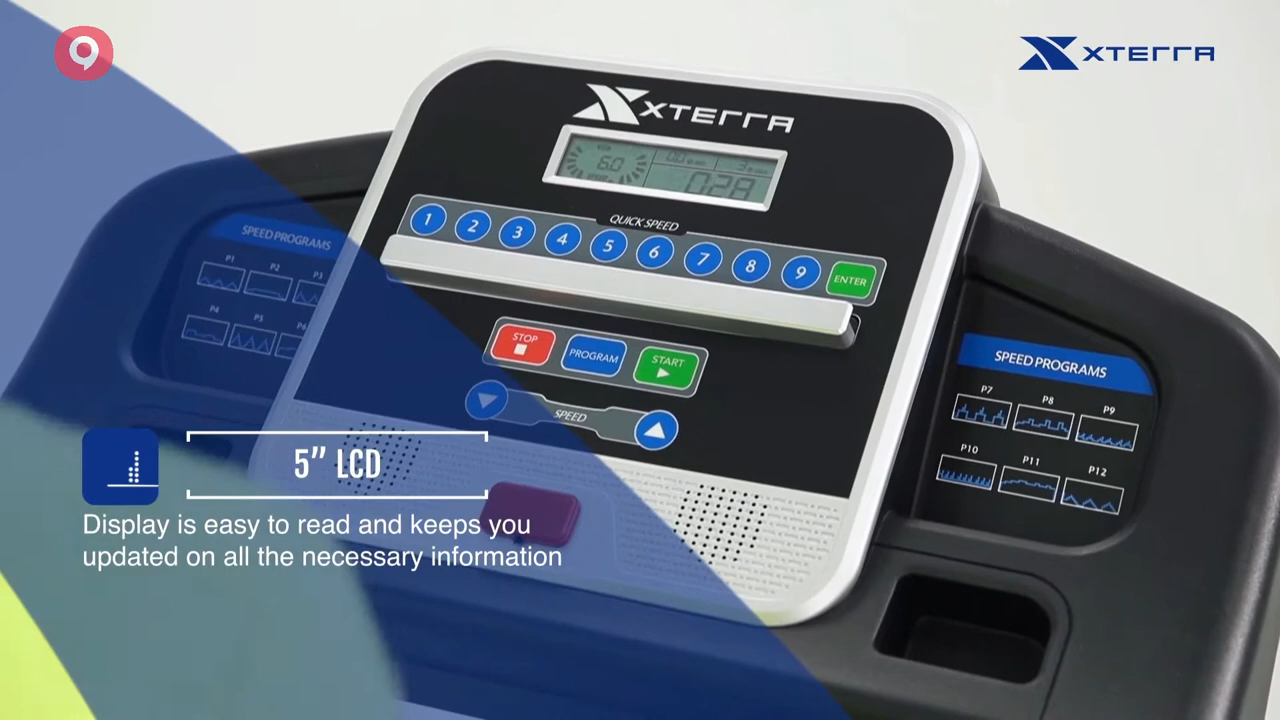 XTERRA
XTERRA
6.0
028
QUICK SPEED
1 2 3 4 5 6 7 8 9 ENTER
STOP PROGRAM START
SPEED
SPEED PROGRAMS
P1 P2 P3
P4 P5 P6
SPEED PROGRAMS
P7 P8 P9
P10 P11 P12
5” LCD
Display is easy to read and keeps you
updated on all the necessary information